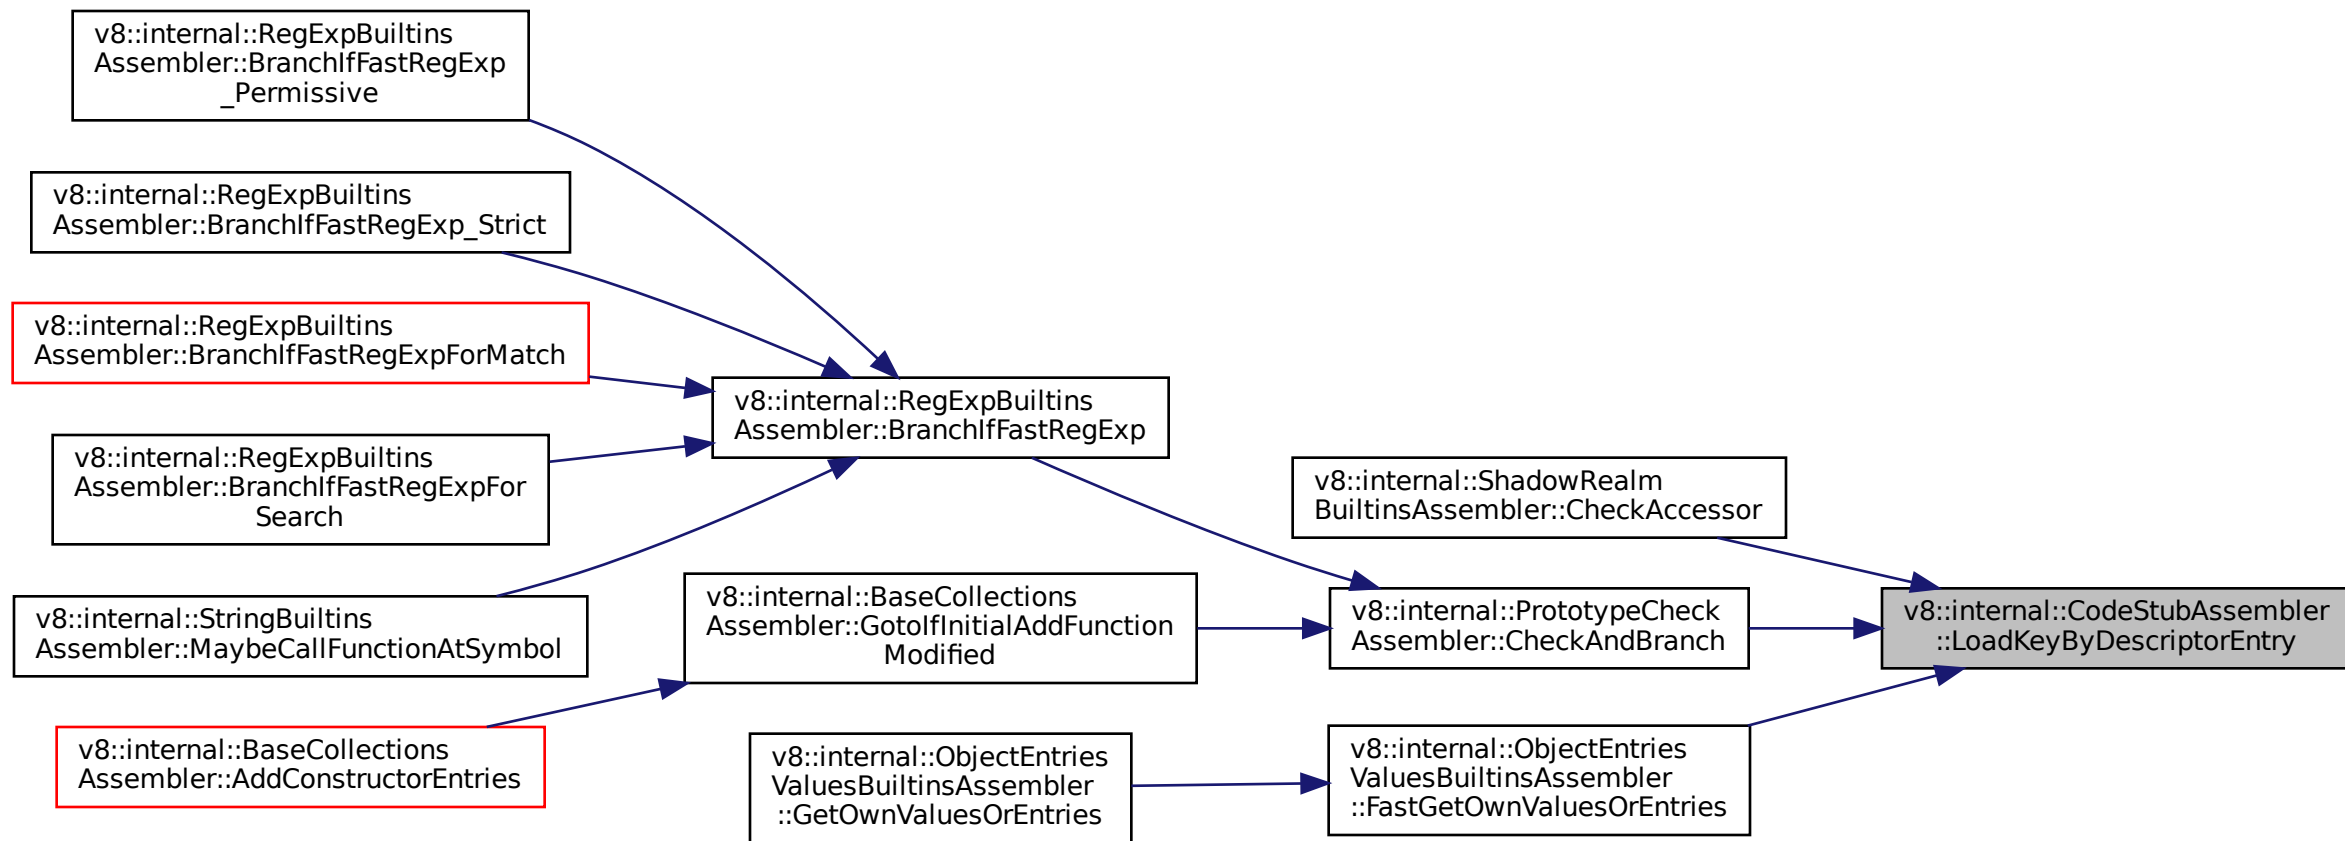 v8::internal::RegExpBuiltins
Assembler::BranchIfFastRegExp
_Permissive
v8::internal::RegExpBuiltins
Assembler::BranchIfFastRegExp_Strict
v8::internal::RegExpBuiltins
Assembler::BranchIfFastRegExpForMatch
v8::internal::RegExpBuiltins
Assembler::BranchIfFastRegExpFor
Search
v8::internal::StringBuiltins
Assembler::MaybeCallFunctionAtSymbol
v8::internal::BaseCollections
Assembler::AddConstructorEntries
v8::internal::RegExpBuiltins
Assembler::BranchIfFastRegExp
v8::internal::BaseCollections
Assembler::GotoIfInitialAddFunction
Modified
v8::internal::ObjectEntries
ValuesBuiltinsAssembler
::GetOwnValuesOrEntries
v8::internal::ShadowRealm
BuiltinsAssembler::CheckAccessor
v8::internal::PrototypeCheck
Assembler::CheckAndBranch
v8::internal::ObjectEntries
ValuesBuiltinsAssembler
::FastGetOwnValuesOrEntries
v8::internal::CodeStubAssembler
::LoadKeyByDescriptorEntry